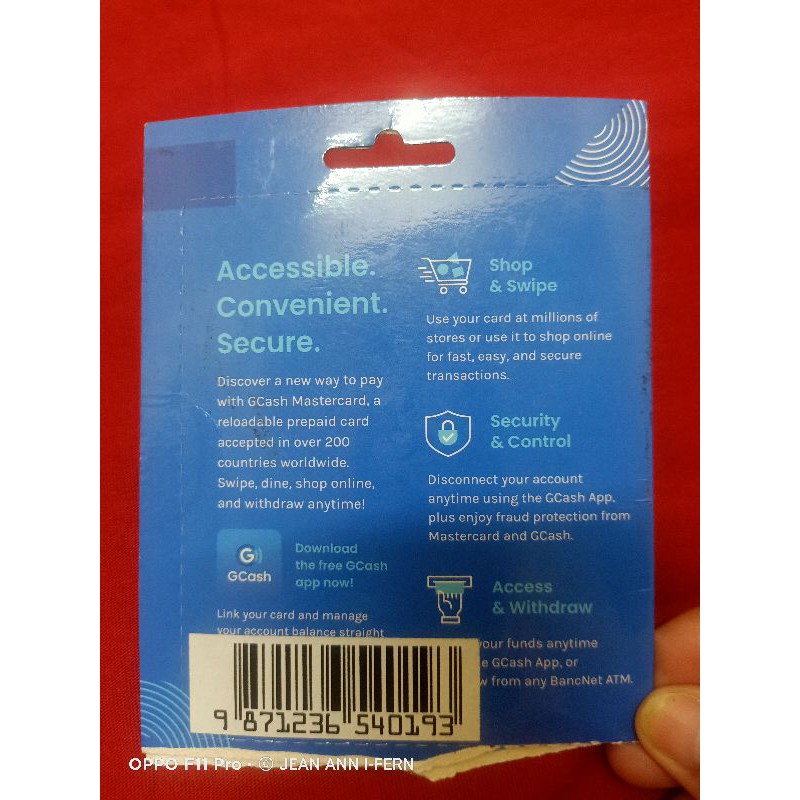 Accessible.
Convenient.
Secure.
Discover a new way to pay
with GCash Mastercard, a
reloadable prepaid card
accepted in over 200
countries worldwide.
Swipe, dine, shop online,
and withdraw anytime!
G
GCash
Download
the free GCash
app now!
Link your card and manage
your account balance straight
9 871236 540193
Shop
& Swipe
Use your card at millions of
stores or use it to shop online
for fast, easy, and secure
transactions.
Security
& Control
Disconnect your account
anytime using the GCash App,
plus enjoy fraud protection from
Mastercard and GCash.
Access
& Withdraw
your funds anytime
GCash App, or
from any BancNet ATM.
OPPO F11 Pro · © JEAN ANN I-FERN